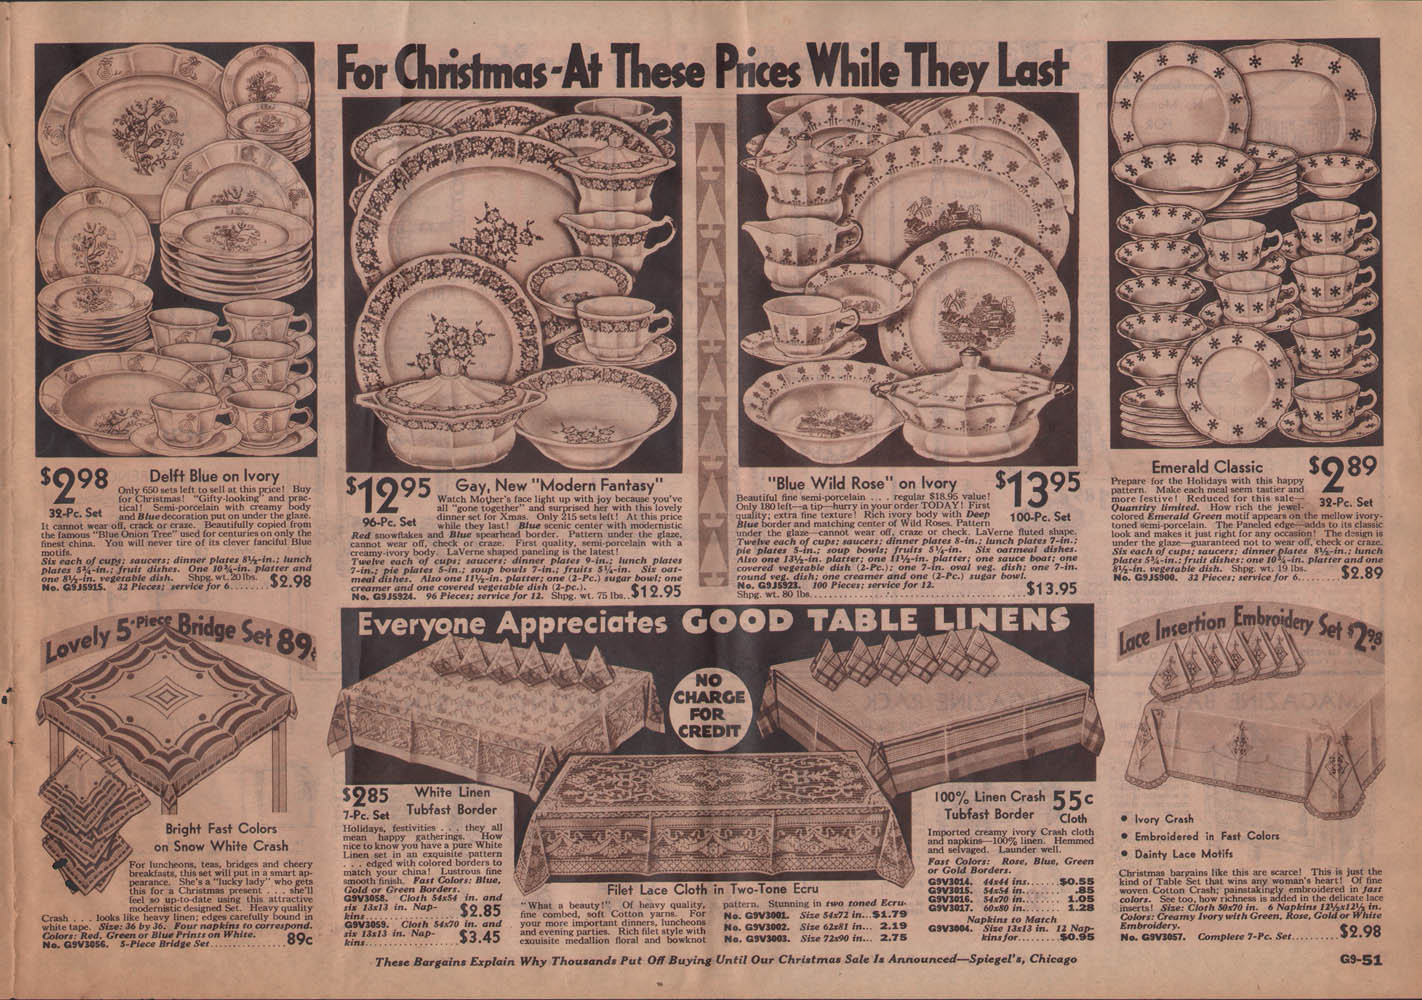 For Christmas-At These Prices While They Last
$2.98
32-Pc. Set
Delft Blue on Ivory
Only 650 sets left to sell at this price! Buy
for Christmas! "Gifty-looking" and prac-
tical! Semi-porcelain with creamy body
and Blue decoration put on under the glaze.
It cannot wear off, crack or craze. Beautifully copied from
the famous "Blue Onion Tree" used for centuries on only the
finest china. You will never tire of its clever fanciful Blue
motifs.
Six each of cups; saucers; dinner plates 8½-in.; lunch
plates 5¾-in.; fruit dishes. One 10⅝-in. platter and
one 8½-in. vegetable dish. Shpg. wt. 20 lbs.
No. G9J5915. 32 Pieces; service for 6........$2.98
$12.95
96-Pc. Set
Gay, New "Modern Fantasy"
Watch Mother's face light up with joy because you've
all "gone together" and surprised her with this lovely
dinner set for Xmas. Only 215 sets left! At this price
while they last! Blue scenic center with modernistic
Red snowflakes and Blue spearhead border. Pattern under the glaze,
cannot wear off, check or craze. First quality, semi-porcelain with a
creamy-ivory body. LaVerne shaped paneling is the latest!
Twelve each of cups; saucers; dinner plates 9-in.; lunch plates
7-in.; pie plates 5-in.; soup bowls 7-in.; fruits 5¼-in. Six oat-
meal dishes. Also one 11½-in. platter; one (2-Pc.) sugar bowl; one
creamer and one covered vegetable dish (2-pc.).
No. G9J5924. 96 Pieces; service for 12. Shpg. wt. 75 lbs..$12.95
"Blue Wild Rose" on Ivory
$13.95
100-Pc. Set
Beautiful fine semi-porcelain . . . regular $18.95 value!
Only 180 left—a tip—hurry in your order TODAY! First
quality; extra fine texture! Rich ivory body with Deep
Blue border and matching center of Wild Roses. Pattern
under the glaze—cannot wear off, craze or check. LaVerne fluted shape.
Twelve each of cups; saucers; dinner plates 8-in.; lunch plates 7-in.;
pie plates 5-in.; soup bowls; fruits 5¼-in. Six oatmeal dishes.
Also one 13½-in. platter; one 11½-in. platter; one sauce boat; one
covered vegetable dish (2-Pc.); one 7-in. oval veg. dish; one 7-in.
round veg. dish; one creamer and one (2-Pc.) sugar bowl.
No. G9J5923. 100 Pieces; service for 12.
Shpg. wt. 80 lbs........$13.95
Emerald Classic
$2.89
32-Pc. Set
Prepare for the Holidays with this happy
pattern. Make each meal seem tastier and
more festive! Reduced for this sale—
Quantity limited. How rich the jewel-
colored Emerald Green motif appears on the mellow ivory-
toned semi-porcelain. The Paneled edge—adds to its classic
look and makes it just right for any occasion! The design is
under the glaze—guaranteed not to wear off, check or craze.
Six each of cups; saucers; dinner plates 8½-in.; lunch
plates 5¾-in.; fruit dishes; one 10⅝-in. platter and one
8½-in. vegetable dish. Shpg. wt. 19 lbs.
No. G9J5900. 32 Pieces; service for 6........$2.89
Lovely 5-Piece Bridge Set 89c
Bright Fast Colors
on Snow White Crash
For luncheons, teas, bridges and cheery
breakfasts, this set will put in a smart ap-
pearance. She's a "lucky lady" who gets
this for a Christmas present . . . she'll
feel so up-to-date using this attractive
modernistic designed Set. Heavy quality
Crash . . . looks like heavy linen; edges carefully bound in
white tape. Size: 36 by 36. Four napkins to correspond.
Colors: Red, Green or Blue Prints on White.
No. G9V3056. 5-Piece Bridge Set........89c
Everyone Appreciates GOOD TABLE LINENS
NO
CHARGE
FOR
CREDIT
$2.85
7-Pc. Set
White Linen
Tubfast Border
Holidays, festivities . . . they all
mean happy gatherings. How
nice to know you have a pure White
Linen set in an exquisite pattern
. . . edged with colored borders to
match your china! Lustrous fine
smooth finish. Fast Colors: Blue,
Gold or Green Borders.
G9V3058. Cloth 54x54 in. and
six 13x13 in. Nap-
kins........$2.85
G9V3059. Cloth 54x70 in. and
six 13x13 in. Nap-
kins........$3.45
Filet Lace Cloth in Two-Tone Ecru
"What a beauty!" Of heavy quality,
fine combed, soft Cotton yarns. For
your more important dinners, luncheons
and evening parties. Rich filet style with
exquisite medallion floral and bowknot
pattern. Stunning in two toned Ecru.
No. G9V3001. Size 54x72 in...$1.79
No. G9V3002. Size 62x81 in... 2.19
No. G9V3003. Size 72x90 in... 2.75
100% Linen Crash
Tubfast Border
55c
Cloth
Imported creamy ivory Crash cloth
and napkins—100% linen. Hemmed
and selvaged. Launder well.
Fast Colors: Rose, Blue, Green
or Gold Borders.
G9V3014. 44x44 ins......$0.55
G9V3015. 54x54 in....... .85
G9V3016. 54x70 in....... 1.05
G9V3017. 60x80 in....... 1.28
Napkins to Match
G9V3004. Size 13x13 in. 12 Nap-
kins for........$0.95
Lace Insertion Embroidery Set $2.98
• Ivory Crash
• Embroidered in Fast Colors
• Dainty Lace Motifs
Christmas bargains like this are scarce! This is just the
kind of Table Set that wins any woman's heart! Of fine
woven Cotton Crash; painstakingly embroidered in fast
colors. See too, how richness is added in the delicate lace
inserts! Size: Cloth 50x70 in. 6 Napkins 12½x12½ in.
Colors: Creamy Ivory with Green, Rose, Gold or White
Embroidery.
No. G9V3057. Complete 7-Pc. Set........$2.98
These Bargains Explain Why Thousands Put Off Buying Until Our Christmas Sale Is Announced—Spiegel's, Chicago
G9-51